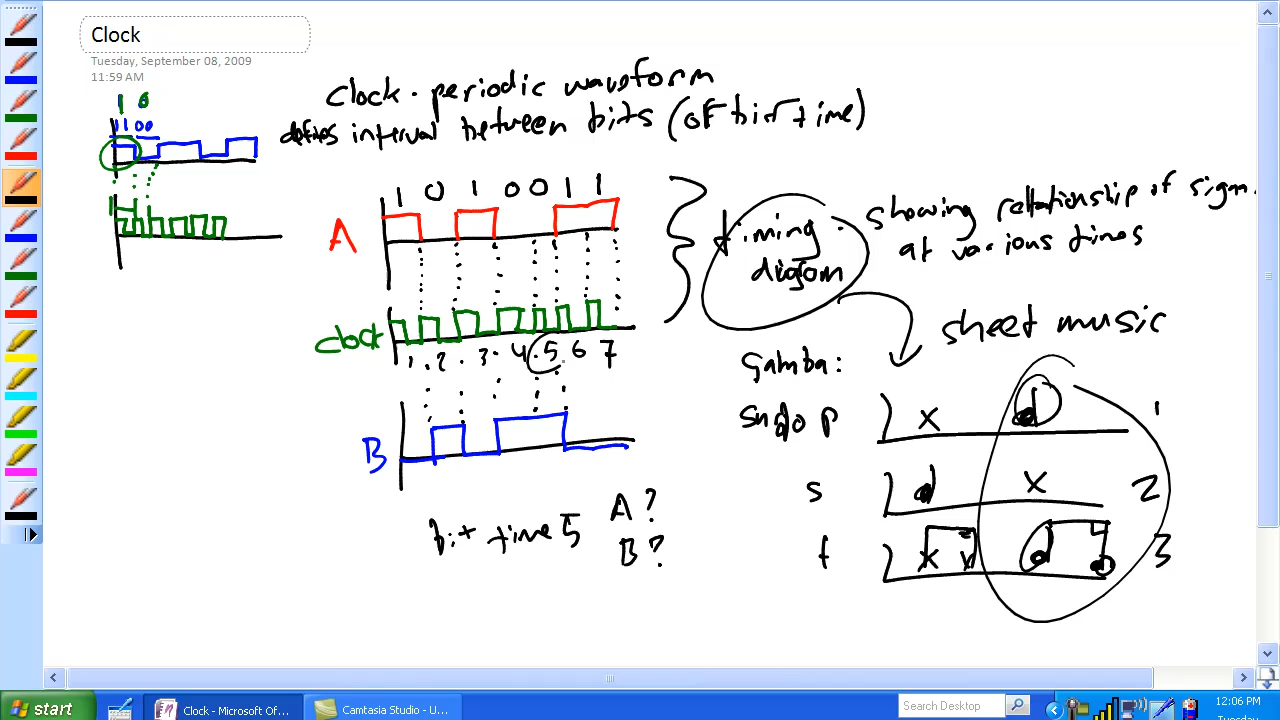 Clock
Tuesday, September 08, 2009
11:59 AM
1 0
1 1 0 0
Clock - periodic waveform
defines interval between bits (of bit time)
1 0 1 0 0 1 1
A
timing
diagram
- showing relationship of sign
at various times
clock
1 2 3 4 5 6 7
sheet music
Gamba:
p
x d 1
B
s
d x 2
bit time 5
A?
B?
t
x x d d 3
start
Clock - Microsoft Of...
Camtasia Studio - U...
Search Desktop
12:06 PM
Tuesday